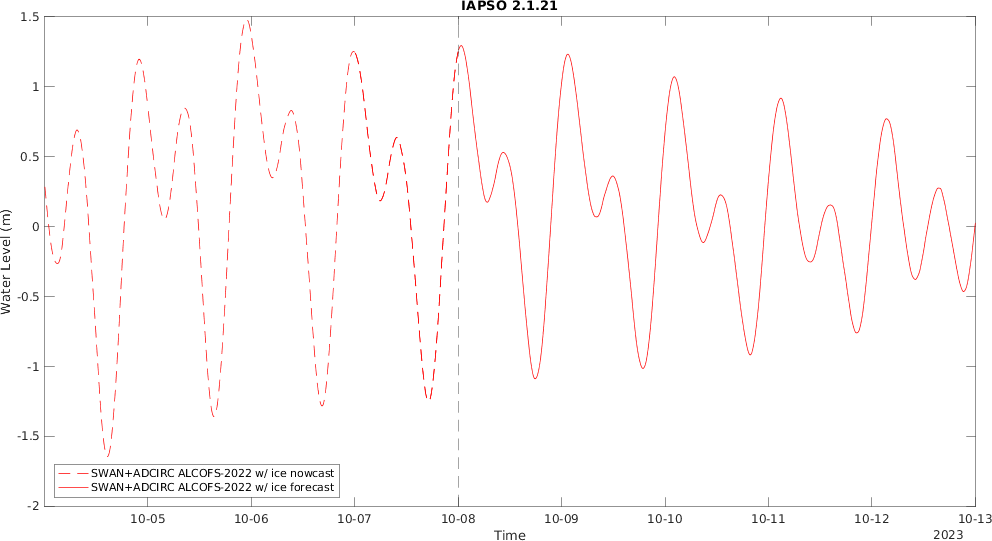 IAPSO 2.1.21
1.5
1
0.5
0
-0.5
-1
-1.5
-2
Water Level (m)
SWAN+ADCIRC ALCOFS-2022 w/ ice nowcast
SWAN+ADCIRC ALCOFS-2022 w/ ice forecast
10-05 10-06 10-07 10-08 10-09 10-10 10-11 10-12 10-13
Time
2023